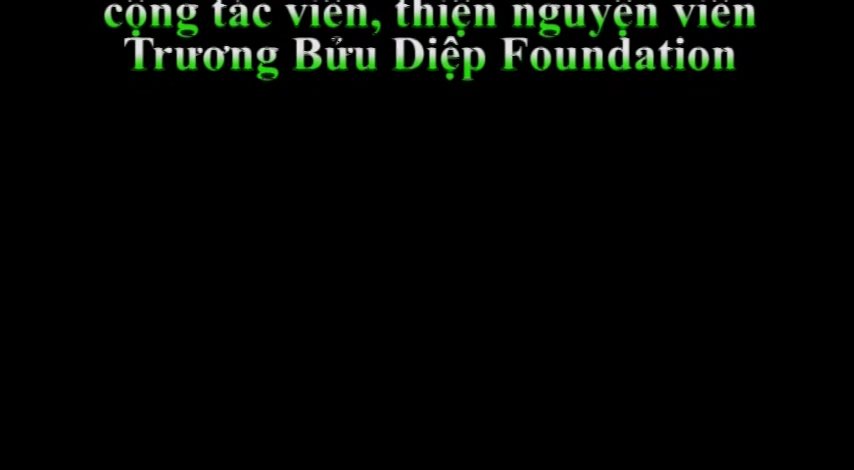 cộng tác viên, thiện nguyện viên
Trương Bửu Diệp Foundation